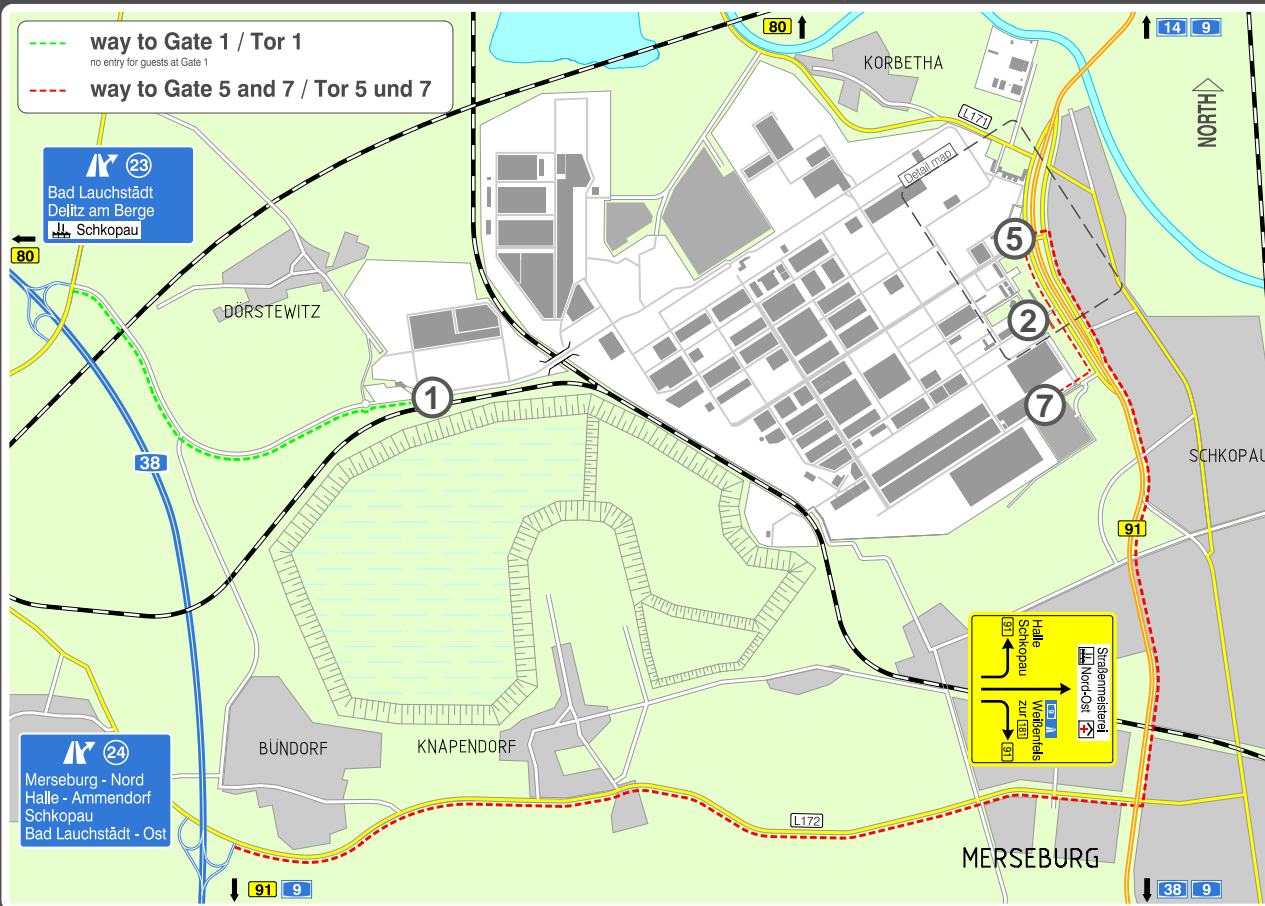 way to Gate 1 / Tor 1
no entry for guests at Gate 1
way to Gate 5 and 7 / Tor 5 und 7
80
14 9
KORBETHA
NORTH
L171
Detail map
23
Bad Lauchstädt
Delitz am Berge
Schkopau
80
5
DÖRSTEWITZ
2
1
7
38
SCHKOPAU
91
Halle
Schkopau
91
Straßenmeisterei
Nord-Ost
Weißenfels
zur 181
91
BÜNDORF
KNAPENDORF
24
Merseburg - Nord
Halle - Ammendorf
Schkopau
Bad Lauchstädt - Ost
L172
MERSEBURG
91 9
38 9